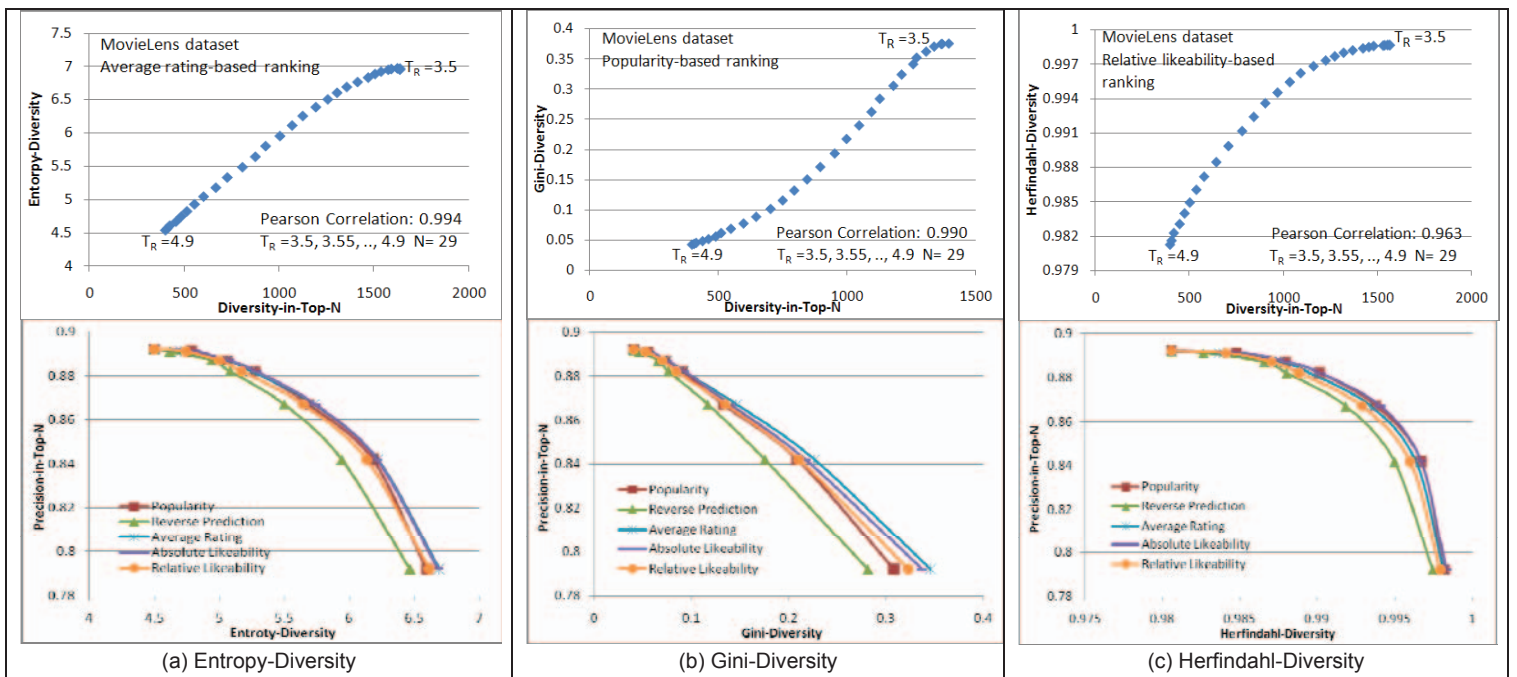 7.5
7
6.5
6
5.5
5
4.5
4
Entorpy-Diversity
MovieLens dataset
Average rating-based ranking
T_R =3.5
T_R =4.9
Pearson Correlation: 0.994
T_R =3.5, 3.55, .., 4.9 N= 29
0 500 1000 1500 2000
Diversity-in-Top-N
0.4
0.35
0.3
0.25
0.2
0.15
0.1
0.05
0
Gini-Diversity
MovieLens dataset
Popularity-based ranking
T_R =3.5
T_R =4.9
Pearson Correlation: 0.990
T_R =3.5, 3.55, .., 4.9 N= 29
0 500 1000 1500
Diversity-in-Top-N
1
0.997
0.994
0.991
0.988
0.985
0.982
0.979
Herfindahl-Diversity
MovieLens dataset
Relative likeability-based
ranking
T_R =3.5
T_R =4.9
Pearson Correlation: 0.963
T_R =3.5, 3.55, .., 4.9 N= 29
0 500 1000 1500 2000
Diversity-in-Top-N
0.9
0.88
0.86
0.84
0.82
0.8
0.78
Precision-in-Top-N
Popularity
Reverse Prediction
Average Rating
Absolute Likeability
Relative Likeability
4 4.5 5 5.5 6 6.5 7
Entroty-Diversity
(a) Entropy-Diversity
0.9
0.88
0.86
0.84
0.82
0.8
0.78
Precision-in-Top-N
Popularity
Reverse Prediction
Average Rating
Absolute Likeability
Relative Likeability
0 0.1 0.2 0.3 0.4
Gini-Diversity
(b) Gini-Diversity
0.9
0.88
0.86
0.84
0.82
0.8
0.78
Precision-in-Top-N
Popularity
Reverse Prediction
Average Rating
Absolute Likeability
Relative Likeability
0.975 0.98 0.985 0.99 0.995 1
Herfindahl-Diversity
(c) Herfindahl-Diversity